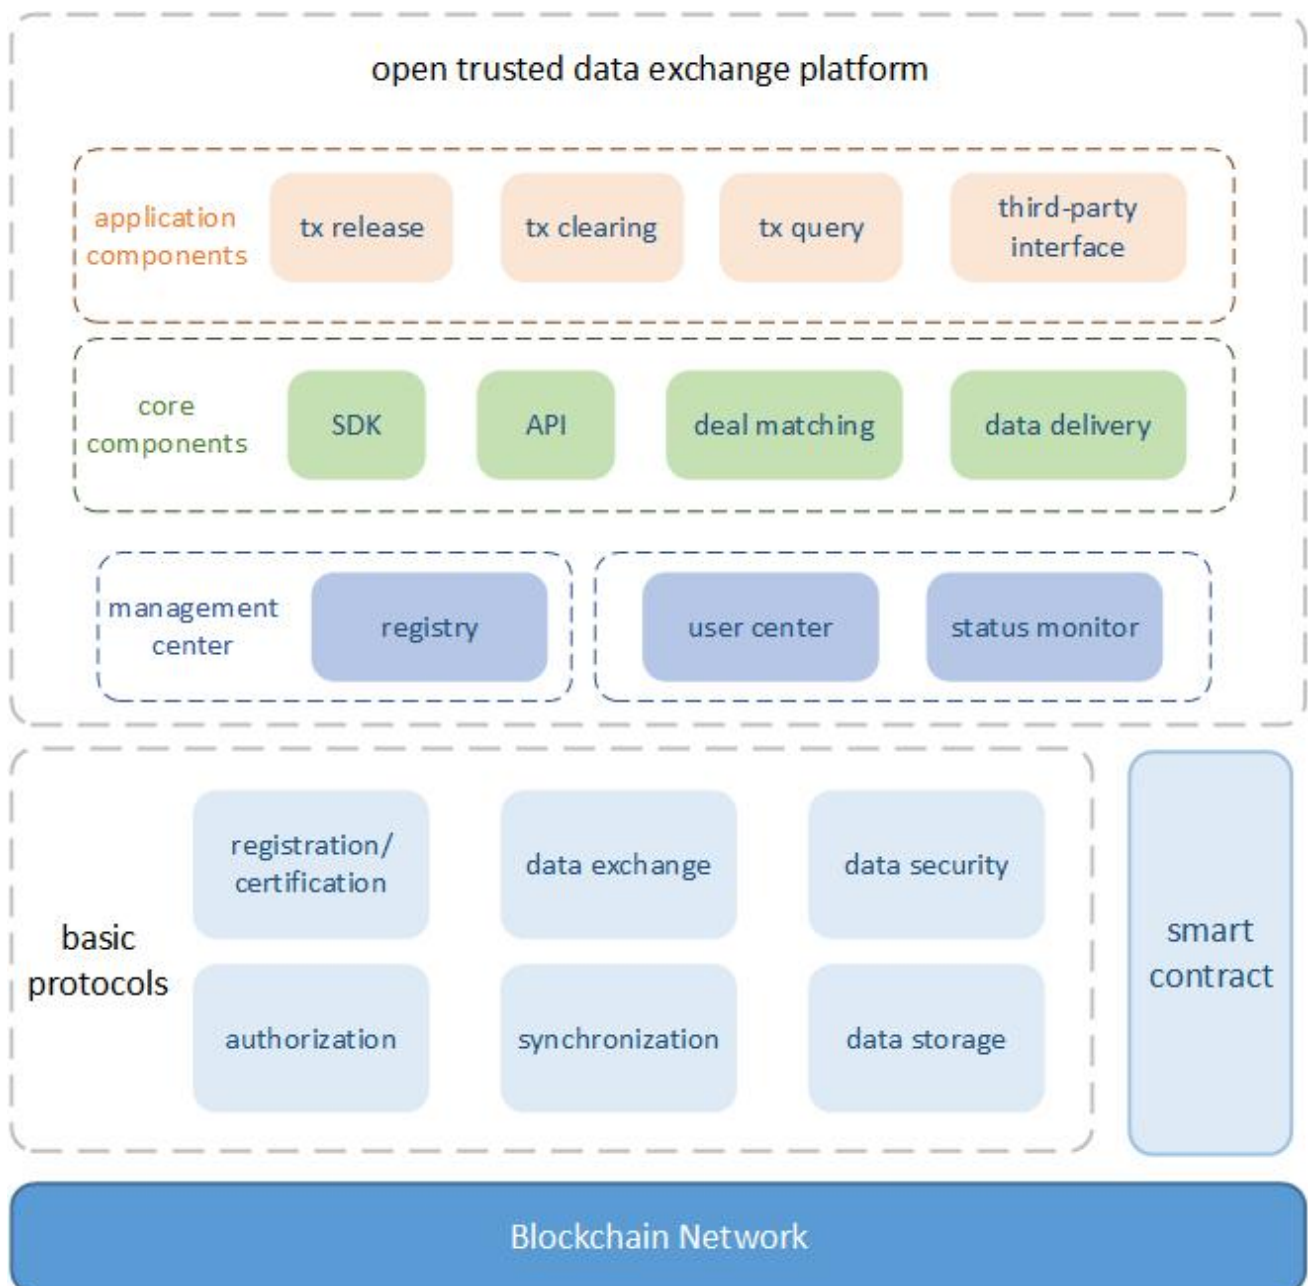 open trusted data exchange platform
application
components
tx release
tx clearing
tx query
third-party
interface
core
components
SDK
API
deal matching
data delivery
management
center
registry
user center
status monitor
basic
protocols
registration/
certification
data exchange
data security
authorization
synchronization
data storage
smart
contract
Blockchain Network